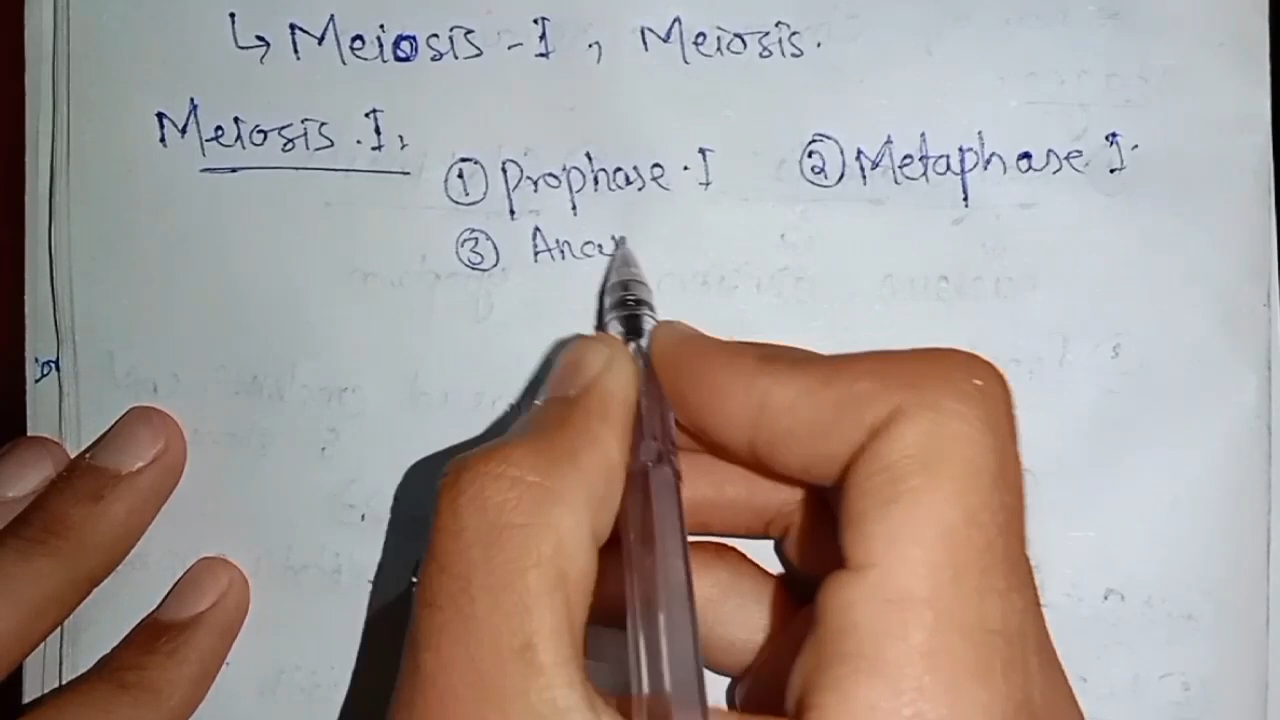 ↳ Meiosis - I , Meiosis.
Meiosis . I :
① Prophase . I ② Metaphase I .
③ Ana